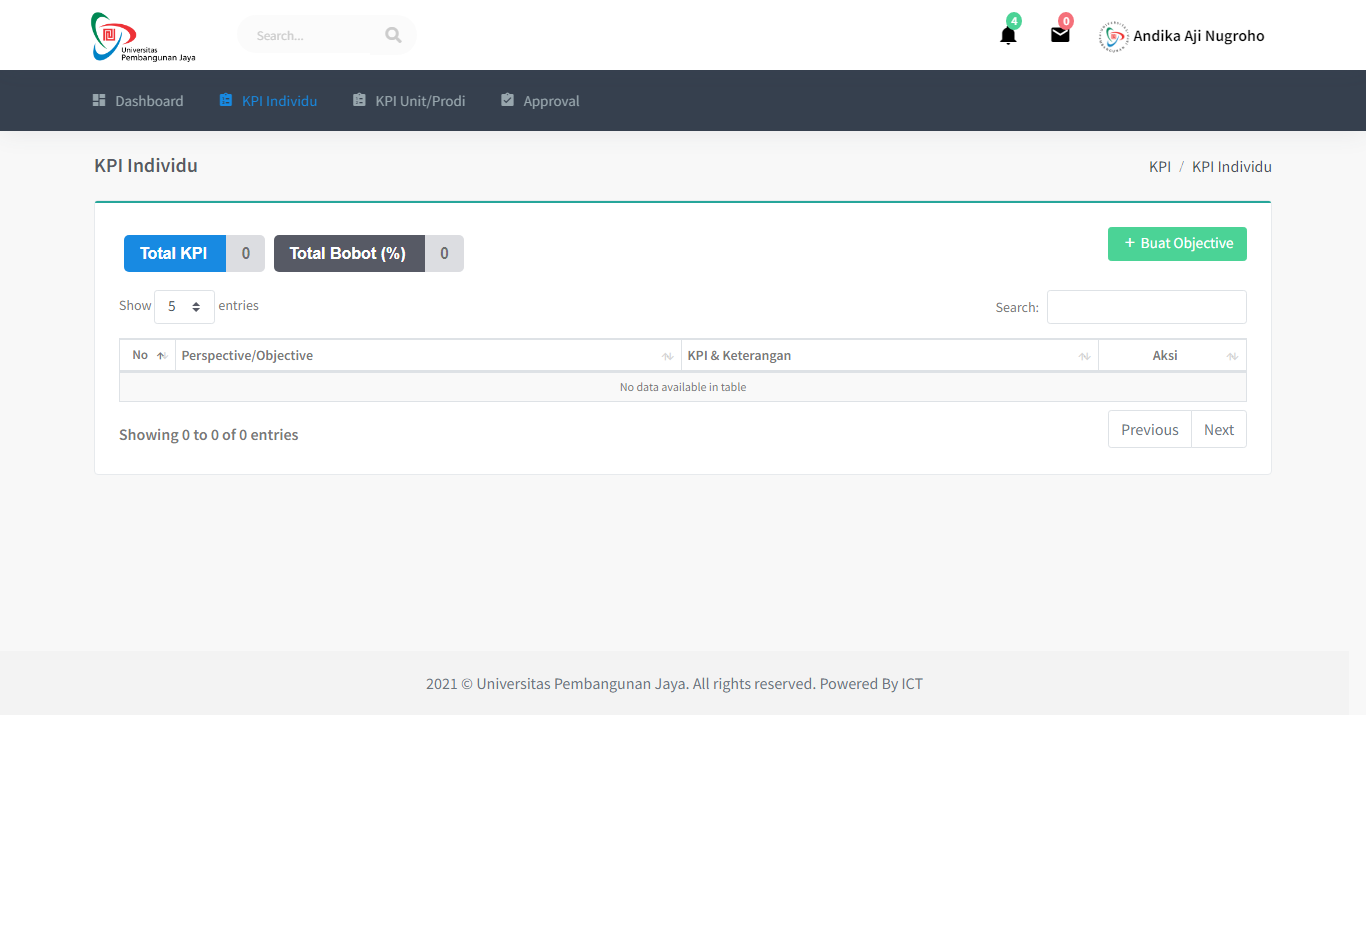 Universitas
Pembangunan Jaya
Search...
4
0
Andika Aji Nugroho
Dashboard
KPI Individu
KPI Unit/Prodi
Approval
KPI Individu
KPI / KPI Individu
Total KPI 0
Total Bobot (%) 0
+ Buat Objective
Show 5 entries
Search:
No
Perspective/Objective
KPI & Keterangan
Aksi
No data available in table
Showing 0 to 0 of 0 entries
Previous
Next
2021 © Universitas Pembangunan Jaya. All rights reserved. Powered By ICT